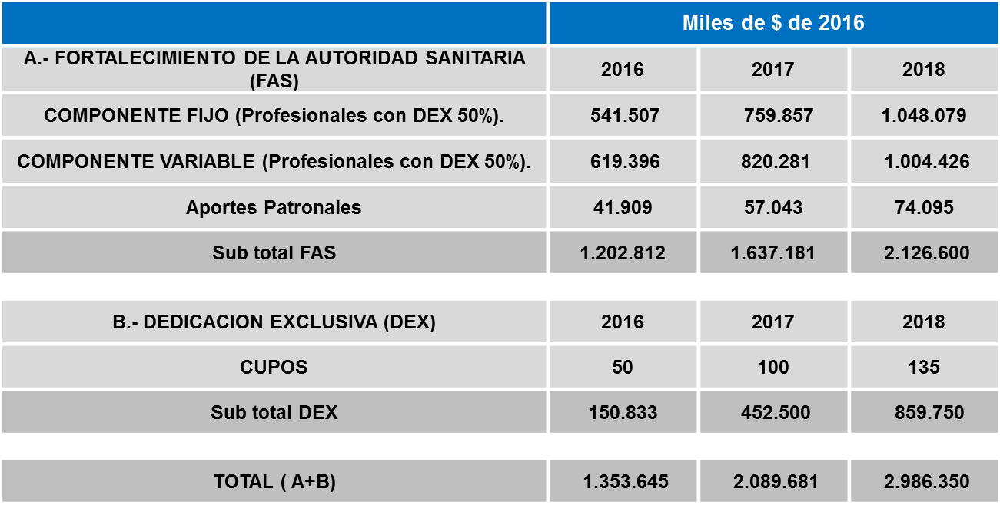 Miles de $ de 2016
A.- FORTALECIMIENTO DE LA AUTORIDAD SANITARIA
(FAS) 2016 2017 2018
COMPONENTE FIJO (Profesionales con DEX 50%). 541.507 759.857 1.048.079
COMPONENTE VARIABLE (Profesionales con DEX 50%). 619.396 820.281 1.004.426
Aportes Patronales 41.909 57.043 74.095
Sub total FAS 1.202.812 1.637.181 2.126.600
B.- DEDICACION EXCLUSIVA (DEX) 2016 2017 2018
CUPOS 50 100 135
Sub total DEX 150.833 452.500 859.750
TOTAL ( A+B) 1.353.645 2.089.681 2.986.350